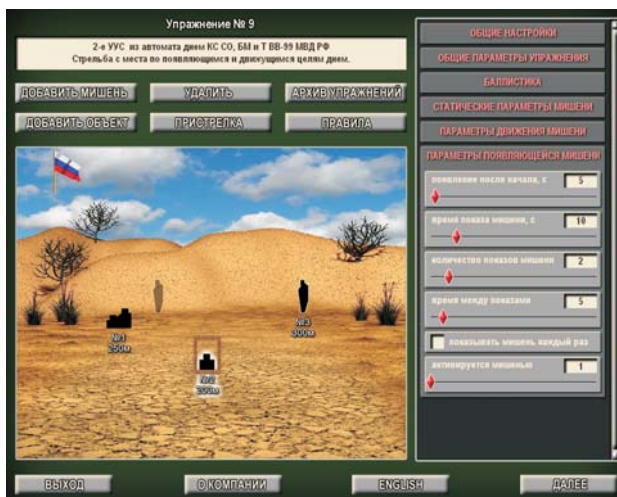 Упражнение № 9
2-е УУС из автомата днем КС СО, БМ и Т ВВ-99 МВД РФ
Стрельба с места по появляющимся и движущимся целям днем.
ДОБАВИТЬ МИШЕНЬ
УДАЛИТЬ
АРХИВ УПРАЖНЕНИЙ
ДОБАВИТЬ ОБЪЕКТ
ПРИСТРЕЛКА
ПРАВИЛА
№1
250м
№2
200м
№3
300м
ОБЩИЕ НАСТРОЙКИ
ОБЩИЕ ПАРАМЕТРЫ УПРАЖНЕНИЯ
БАЛЛИСТИКА
СТАТИЧЕСКИЕ ПАРАМЕТРЫ МИШЕНИ
ПАРАМЕТРЫ ДВИЖЕНИЯ МИШЕНИ
ПАРАМЕТРЫ ПОЯВЛЯЮЩЕЙСЯ МИШЕНИ
появление после начала, с 5
время показа мишени, с 10
количество показов мишени 2
время между показами 5
показывать мишень каждый раз
активируется мишенью 1
ВЫХОД
О КОМПАНИИ
ENGLISH
ДАЛЕЕ